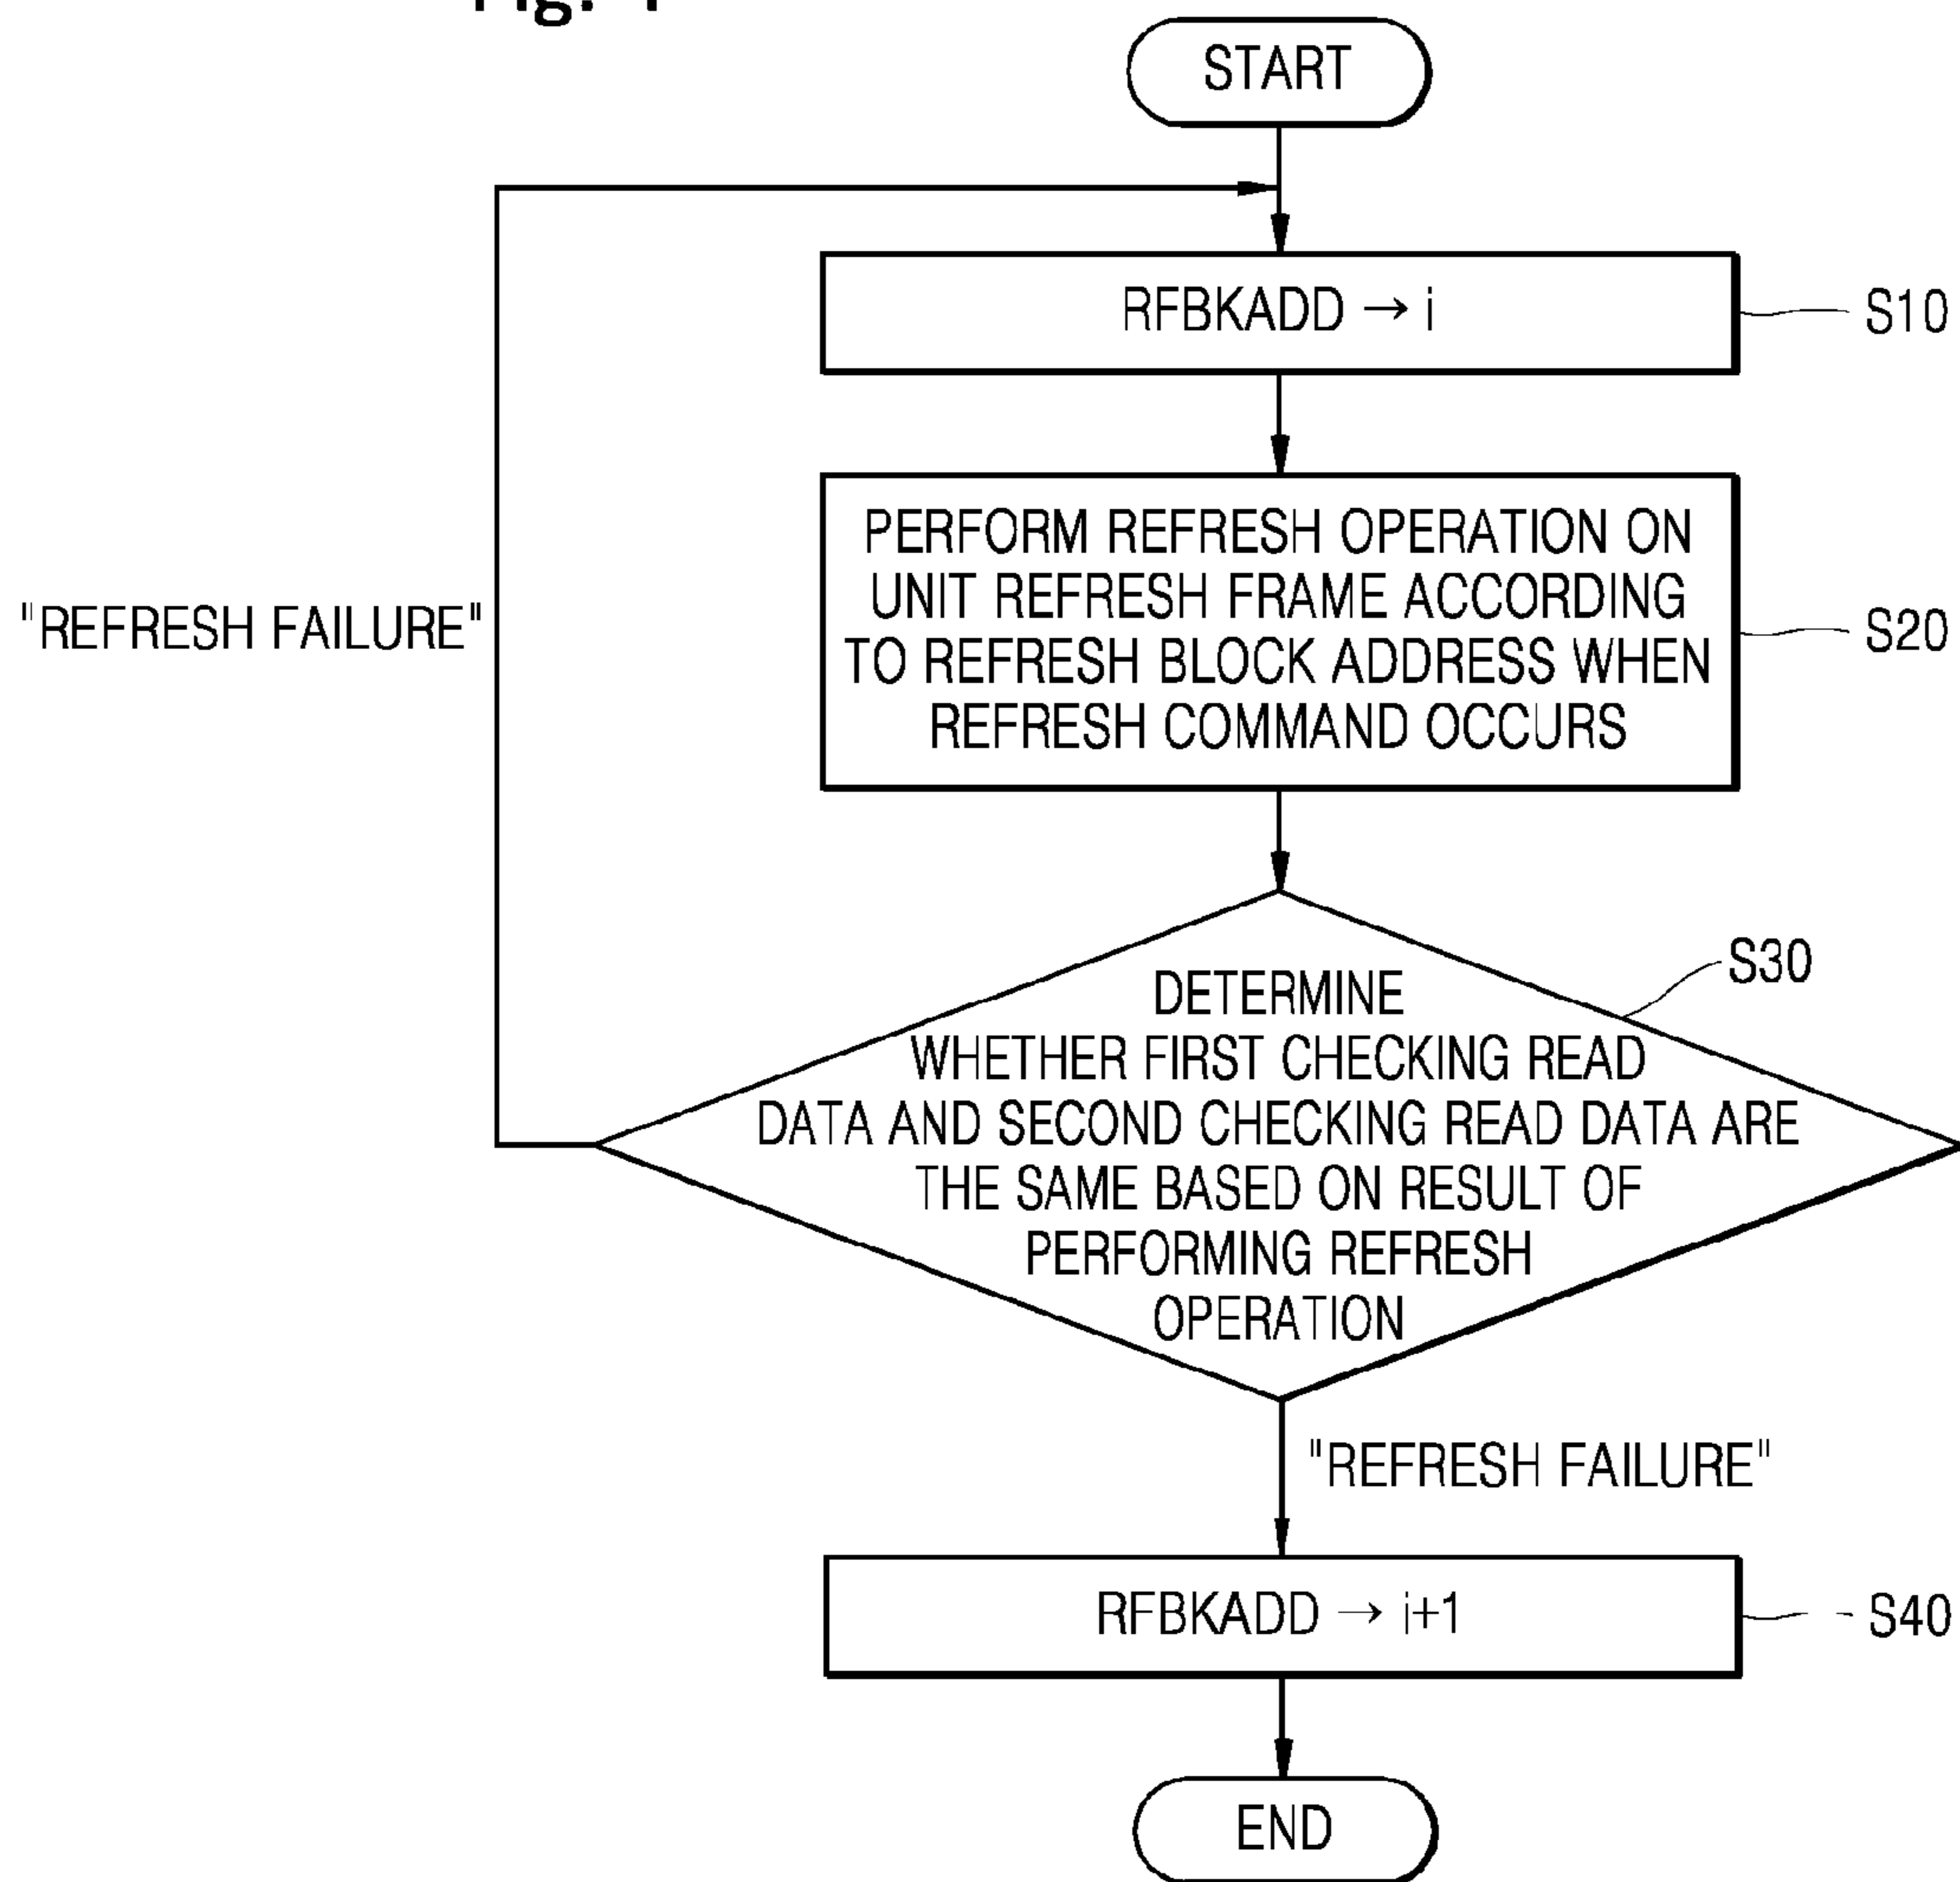 START
RFBKADD → i
S10
PERFORM REFRESH OPERATION ON
UNIT REFRESH FRAME ACCORDING
TO REFRESH BLOCK ADDRESS WHEN
REFRESH COMMAND OCCURS
S20
"REFRESH FAILURE"
S30
DETERMINE
WHETHER FIRST CHECKING READ
DATA AND SECOND CHECKING READ DATA ARE
THE SAME BASED ON RESULT OF
PERFORMING REFRESH
OPERATION
"REFRESH FAILURE"
RFBKADD → i+1
S40
END